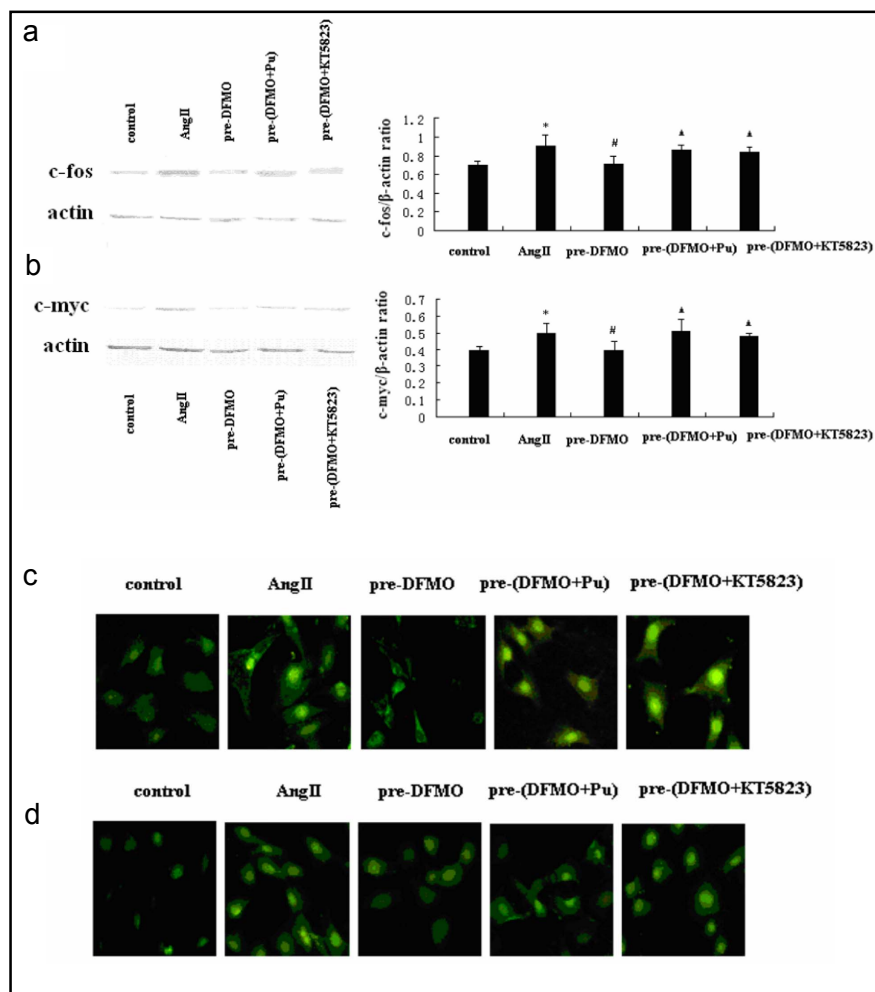 a
control
AngII
pre-DFMO
pre-(DFMO+Pu)
pre-(DFMO+KT5823)
c-fos
actin
c-fos/β-actin ratio
1.2
1
0.8
0.6
0.4
0.2
0
*
#
▲
▲
control AngII pre-DFMO pre-(DFMO+Pu) pre-(DFMO+KT5823)
b
c-myc
actin
control
AngII
pre-DFMO
pre-(DFMO+Pu)
pre-(DFMO+KT5823)
c-myc/β-actin ratio
0.7
0.6
0.5
0.4
0.3
0.2
0.1
0
*
#
▲
▲
control AngII pre-DFMO pre-(DFMO+Pu) pre-(DFMO+KT5823)
c
control AngII pre-DFMO pre-(DFMO+Pu) pre-(DFMO+KT5823)
d
control AngII pre-DFMO pre-(DFMO+Pu) pre-(DFMO+KT5823)